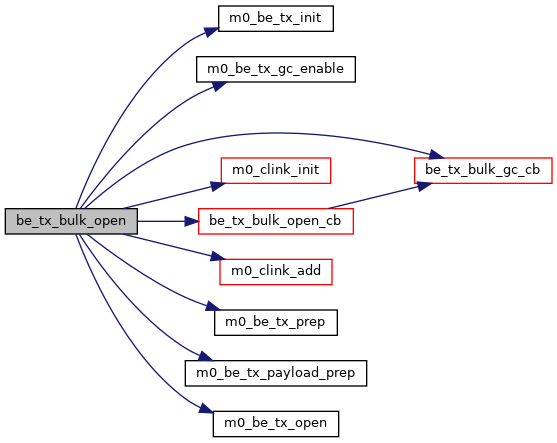 m0_be_tx_init
m0_be_tx_gc_enable
be_tx_bulk_gc_cb
m0_clink_init
be_tx_bulk_open
be_tx_bulk_open_cb
m0_clink_add
m0_be_tx_prep
m0_be_tx_payload_prep
m0_be_tx_open